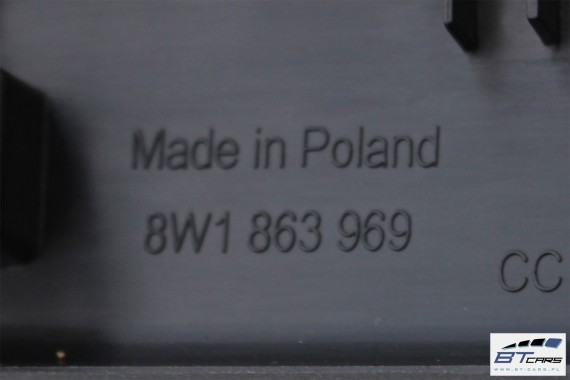 Made in Poland
8W1 863 969
CC
BTCARS
WWW.BT-CARS.PL